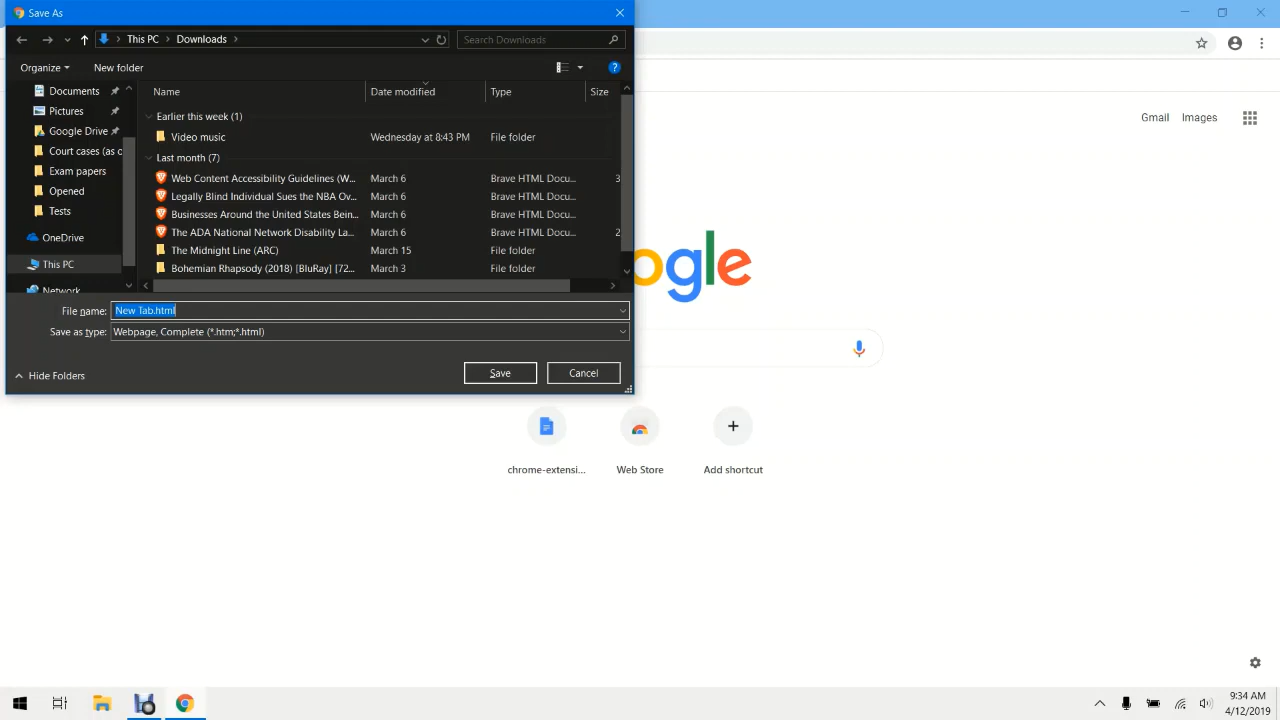 Save As
This PC
Downloads
Search Downloads
Organize
New folder
?
Name
Date modified
Type
Size
Documents
Pictures
Google Drive
Court cases (as c
Exam papers
Opened
Tests
OneDrive
This PC
Network
Earlier this week (1)
Video music Wednesday at 8:43 PM File folder
Last month (7)
Web Content Accessibility Guidelines (W... March 6 Brave HTML Docu... 3
Legally Blind Individual Sues the NBA Ov... March 6 Brave HTML Docu...
Businesses Around the United States Bein... March 6 Brave HTML Docu...
The ADA National Network Disability La... March 6 Brave HTML Docu... 2
The Midnight Line (ARC) March 15 File folder
Bohemian Rhapsody (2018) [BluRay] [72... March 3 File folder
File name: New Tab.html
Save as type: Webpage, Complete (*.htm;*.html)
Hide Folders
Save
Cancel
Gmail
Images
ogle
chrome-extensi...
Web Store
Add shortcut
9:34 AM
4/12/2019